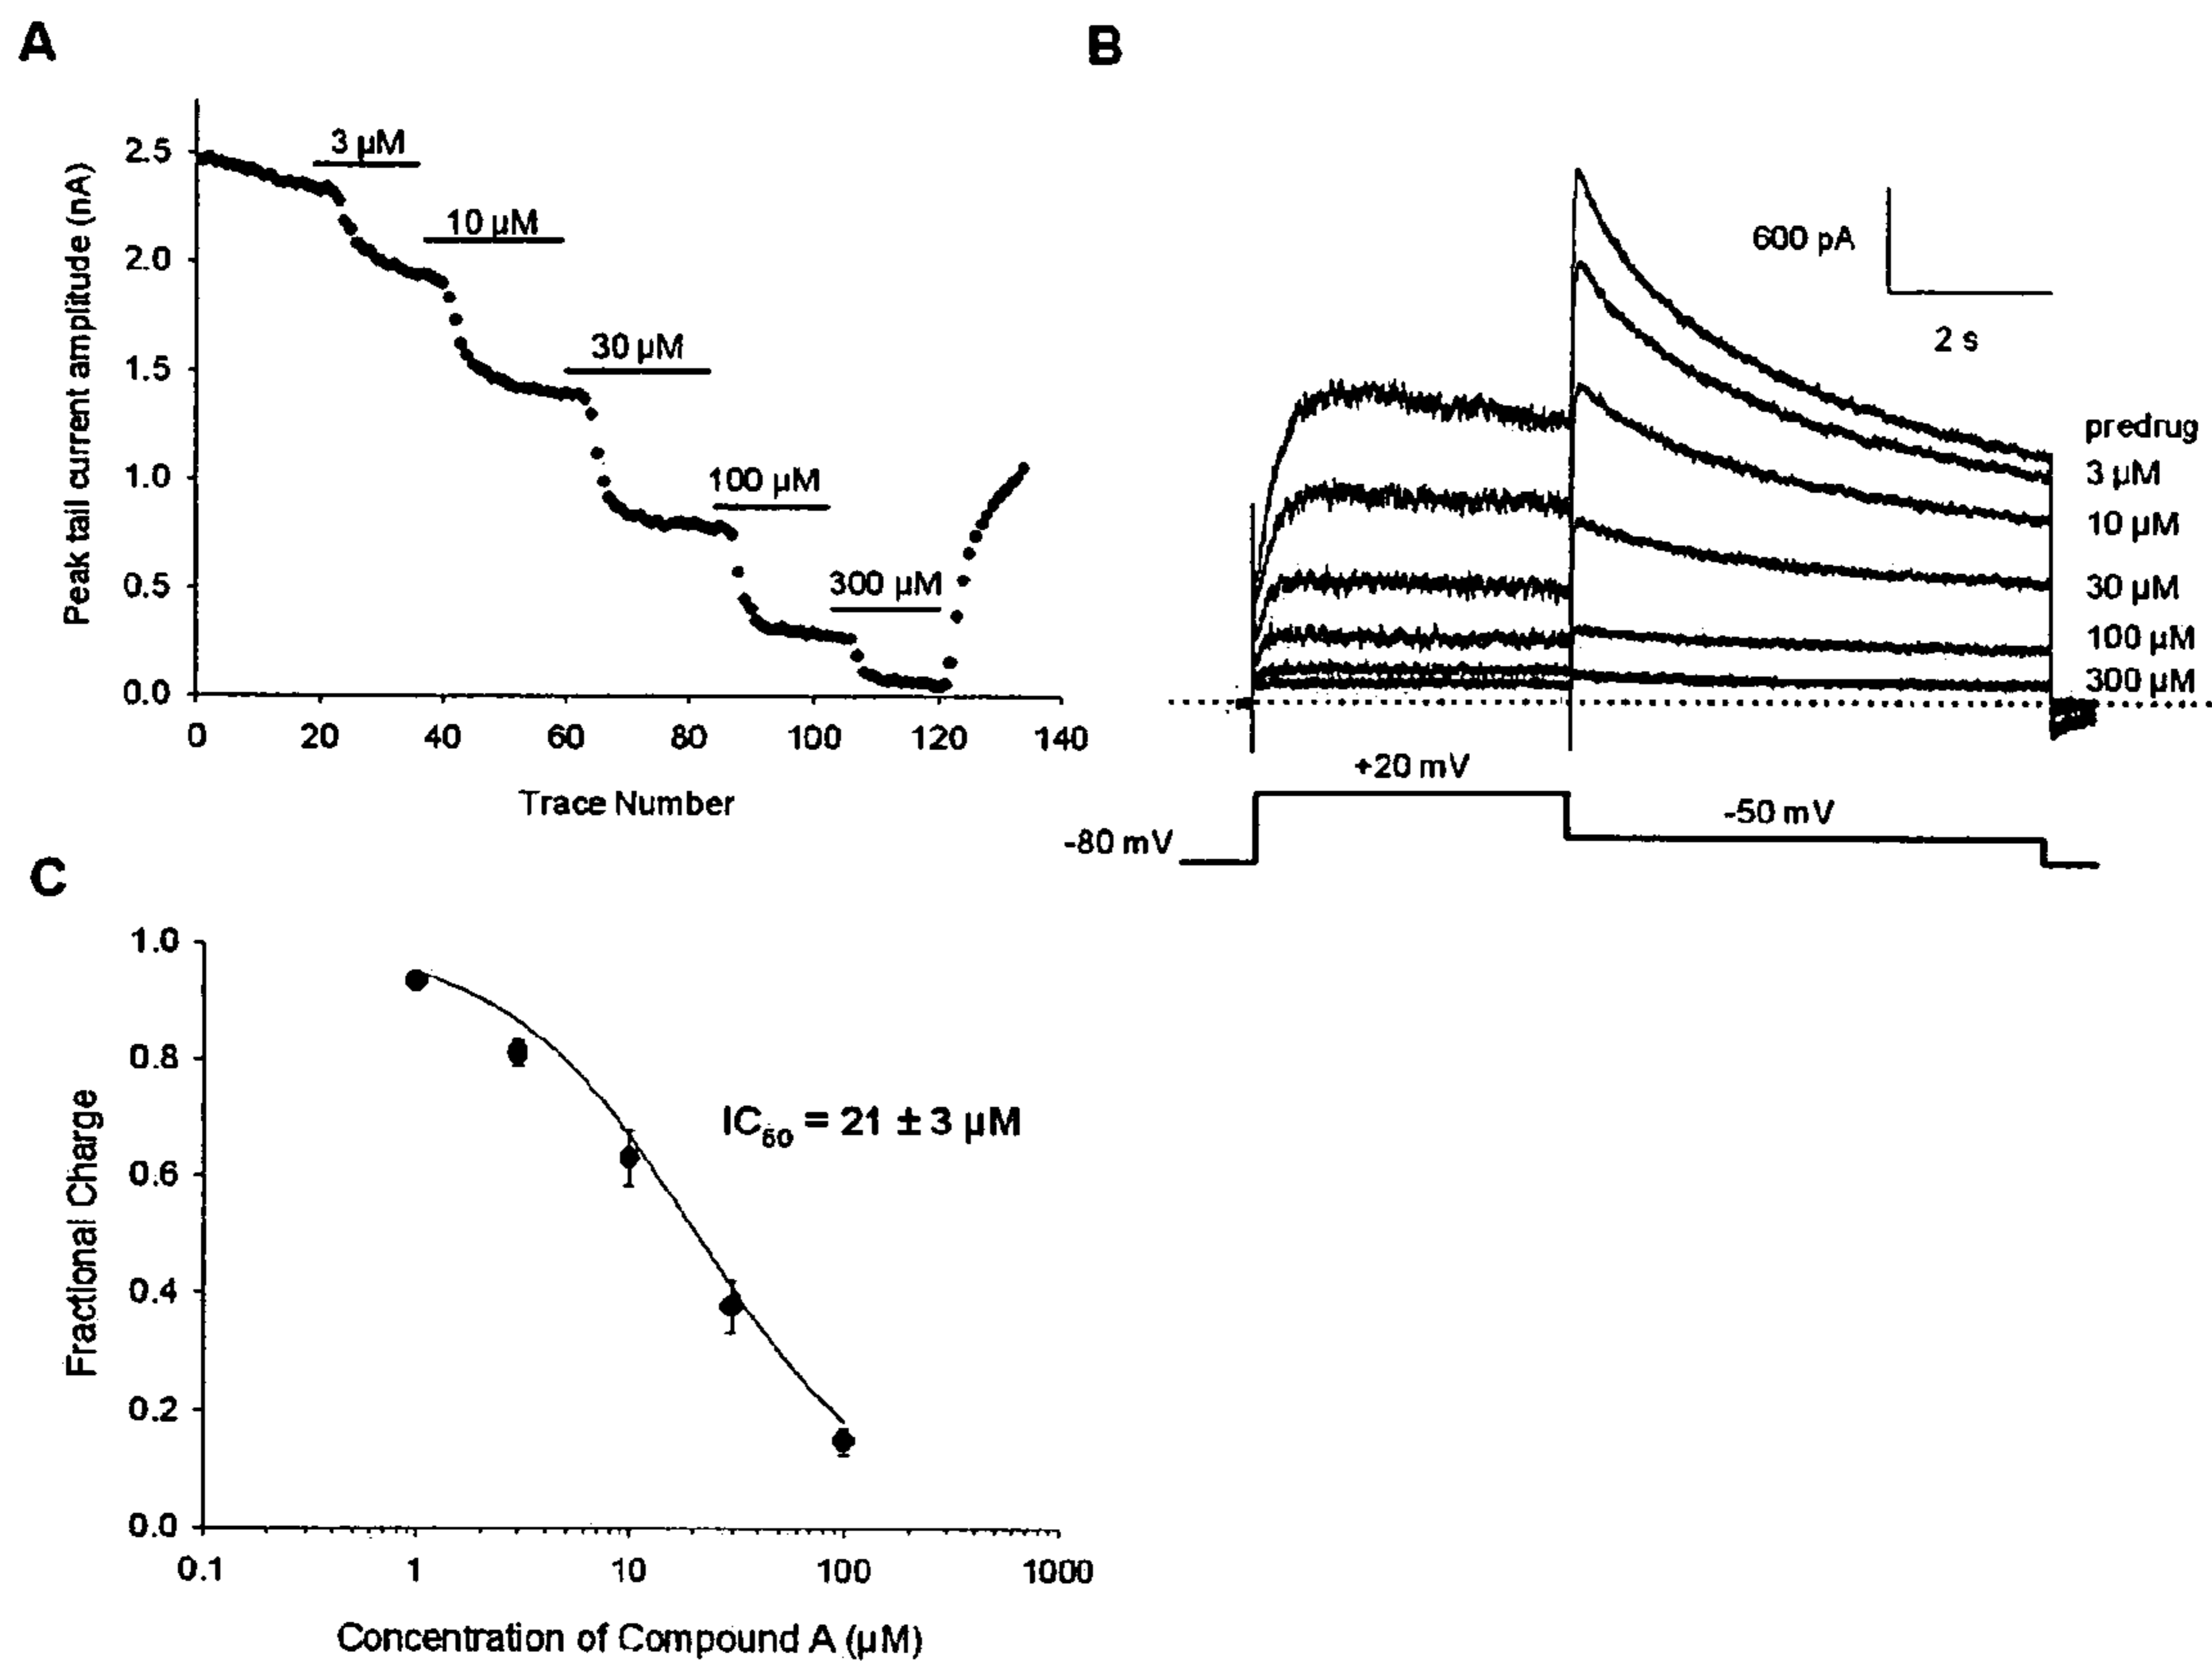 A
B
Peak tail current amplitude (nA)
2.5
2.0
1.5
1.0
0.5
0.0
3 µM
10 µM
30 µM
100 µM
300 µM
0 20 40 60 80 100 120 140
Trace Number
600 pA
2 s
predrug
3 µM
10 µM
30 µM
100 µM
300 µM
+20 mV
-50 mV
-80 mV
C
Fractional Charge
1.0
0.8
0.6
0.4
0.2
0.0
IC50 = 21 ± 3 µM
0.1 1 10 100 1000
Concentration of Compound A (µM)